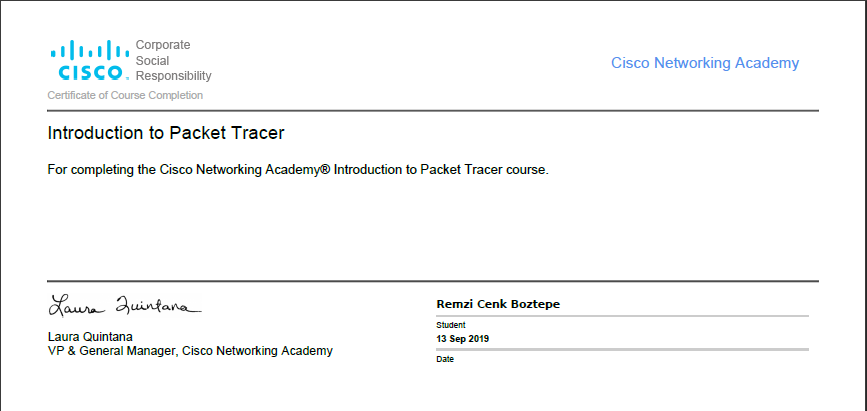 CISCO.
Corporate
Social
Responsibility
Cisco Networking Academy
Certificate of Course Completion
Introduction to Packet Tracer
For completing the Cisco Networking Academy® Introduction to Packet Tracer course.
Laura Quintana
Laura Quintana
VP & General Manager, Cisco Networking Academy
Remzi Cenk Boztepe
Student
13 Sep 2019
Date